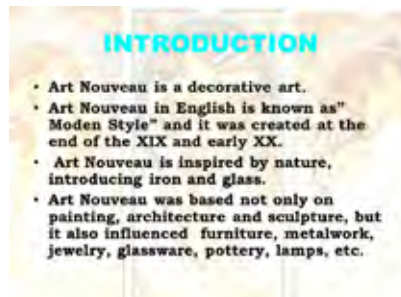 INTRODUCTION
• Art Nouveau is a decorative art.
• Art Nouveau in English is known as”
Moden Style” and it was created at the
end of the XIX and early XX.
• Art Nouveau is inspired by nature,
introducing iron and glass.
• Art Nouveau was based not only on
painting, architecture and sculpture, but
it also influenced furniture, metalwork,
jewelry, glassware, pottery, lamps, etc.